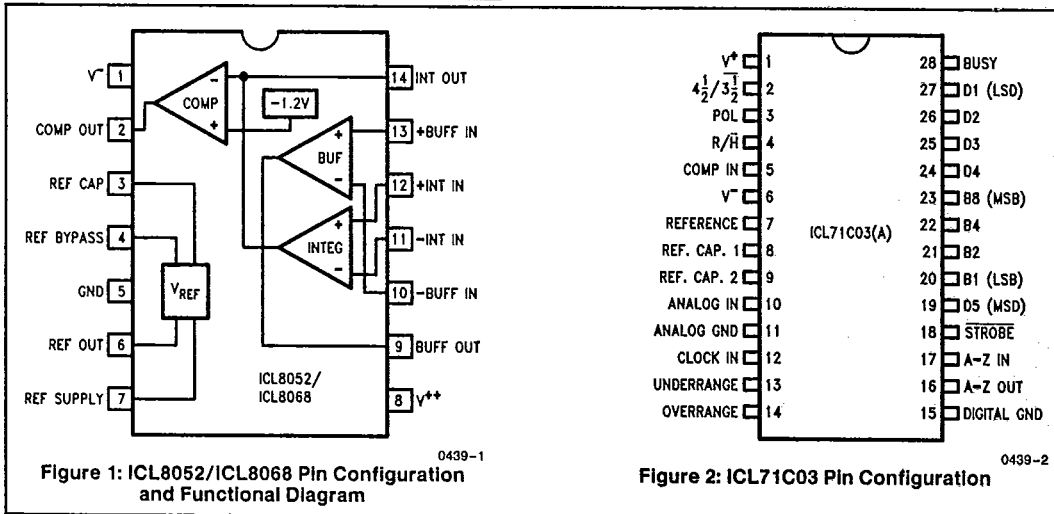 V⁻ 1
COMP OUT 2
REF CAP 3
REF BYPASS 4
GND 5
REF OUT 6
REF SUPPLY 7
COMP
-
+
-1.2V
BUF
+
-
INTEG
+
-
VREF
ICL8052/
ICL8068
14 INT OUT
13 +BUFF IN
12 +INT IN
11 -INT IN
10 -BUFF IN
9 BUFF OUT
8 V⁺⁺
0439-1
Figure 1: ICL8052/ICL8068 Pin Configuration
and Functional Diagram
V⁺ 1
4½/3̅½̅ 2
POL 3
R/H̅ 4
COMP IN 5
V⁻ 6
REFERENCE 7
REF. CAP. 1 8
REF. CAP. 2 9
ANALOG IN 10
ANALOG GND 11
CLOCK IN 12
UNDERRANGE 13
OVERRANGE 14
ICL71C03(A)
28 BUSY
27 D1 (LSD)
26 D2
25 D3
24 D4
23 B8 (MSB)
22 B4
21 B2
20 B1 (LSB)
19 D5 (MSD)
18 S̅T̅R̅O̅B̅E̅
17 A-Z IN
16 A-Z OUT
15 DIGITAL GND
0439-2
Figure 2: ICL71C03 Pin Configuration